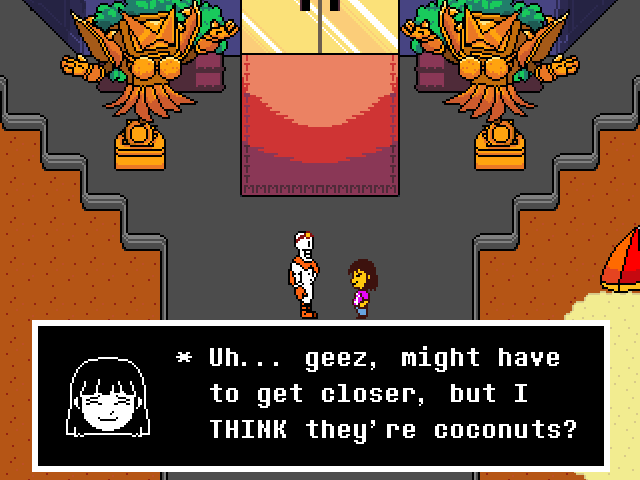 * Uh... geez, might have
to get closer, but I
THINK they're coconuts?